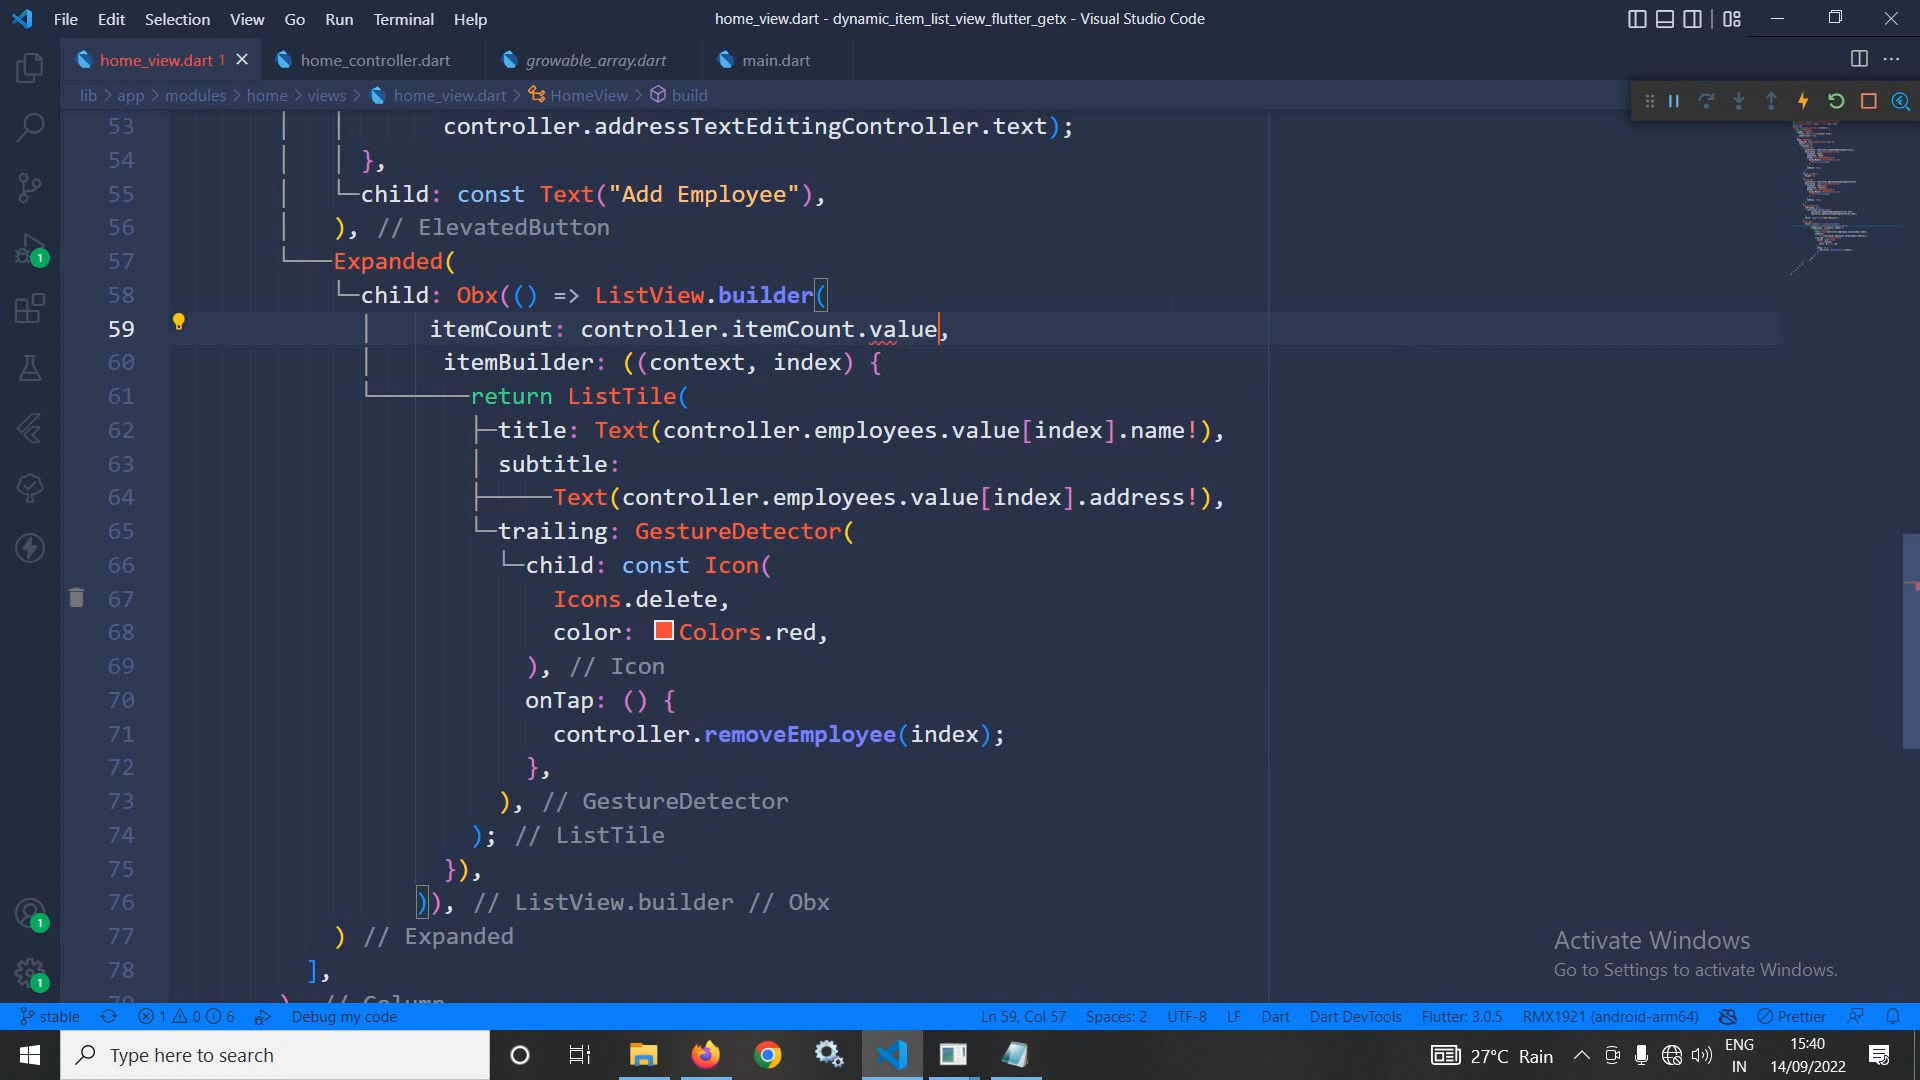 File Edit Selection View Go Run Terminal Help
home_view.dart - dynamic_item_list_view_flutter_getx - Visual Studio Code
home_view.dart 1 home_controller.dart growable_array.dart main.dart
lib > app > modules > home > views > home_view.dart > HomeView > build
53 controller.addressTextEditingController.text);
54 },
55 child: const Text("Add Employee"),
56 ), // ElevatedButton
57 Expanded(
58 child: Obx(() => ListView.builder(
59 itemCount: controller.itemCount.value,
60 itemBuilder: ((context, index) {
61 return ListTile(
62 title: Text(controller.employees.value[index].name!),
63 subtitle:
64 Text(controller.employees.value[index].address!),
65 trailing: GestureDetector(
66 child: const Icon(
67 Icons.delete,
68 color: Colors.red,
69 ), // Icon
70 onTap: () {
71 controller.removeEmployee(index);
72 },
73 ), // GestureDetector
74 ); // ListTile
75 }),
76 )), // ListView.builder // Obx
77 ) // Expanded
78 ],
79 ), // Column
1
1
1
Activate Windows
Go to Settings to activate Windows.
stable 1 0 6 Debug my code Ln 59, Col 57 Spaces: 2 UTF-8 LF Dart Dart DevTools Flutter: 3.0.5 RMX1921 (android-arm64) Prettier
Type here to search
27°C Rain
ENG
IN
15:40
14/09/2022